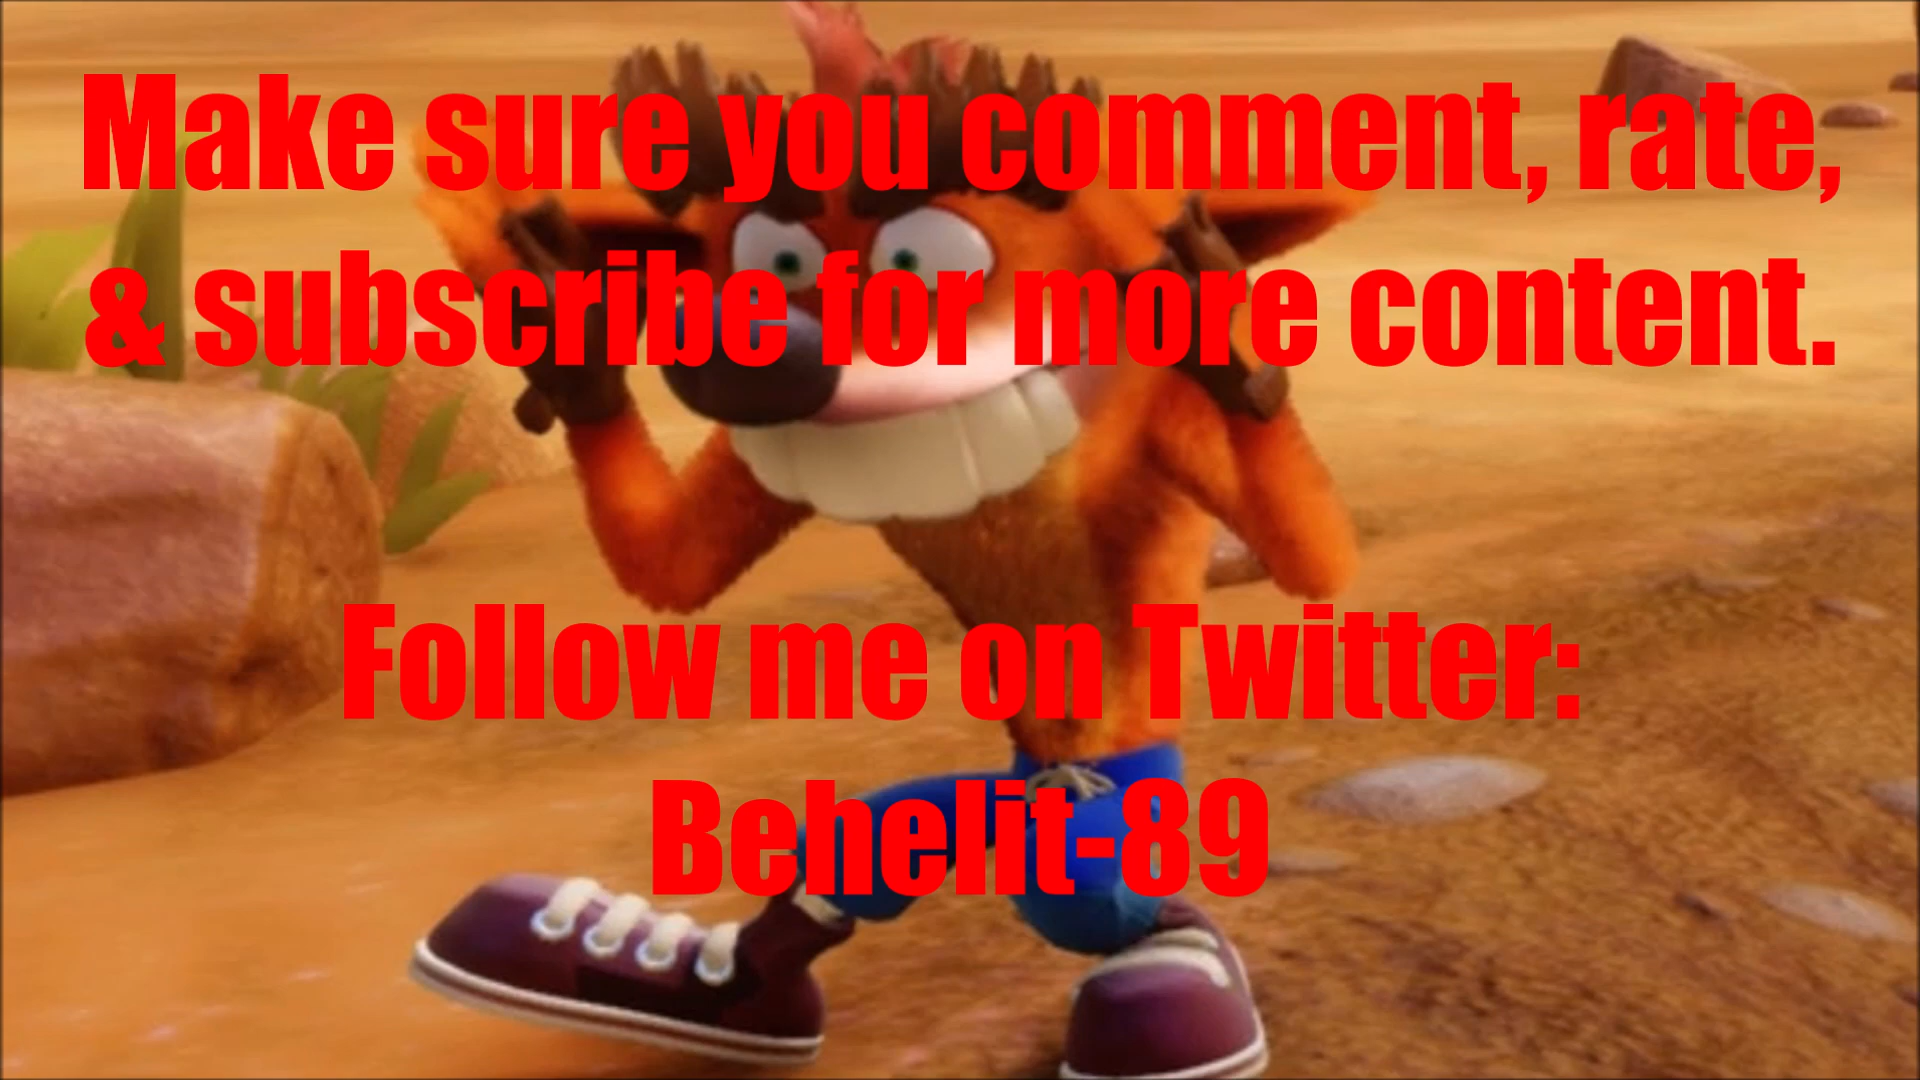 Make sure you comment, rate,
& subscribe for more content.
Follow me on Twitter:
Behelit-89